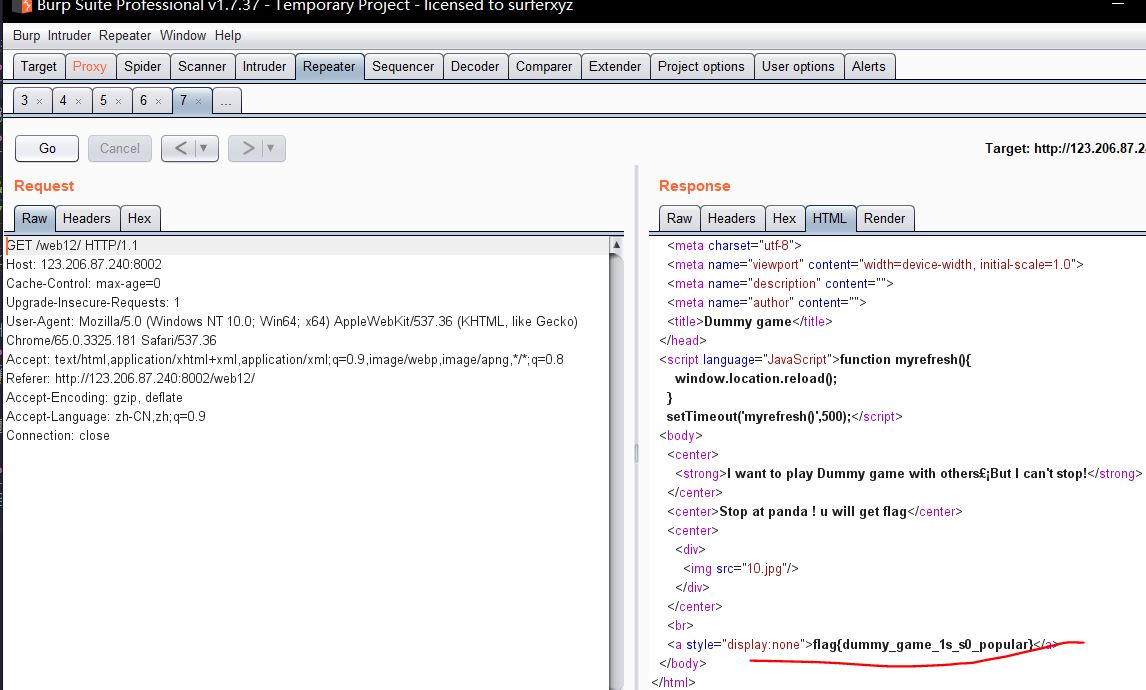 Burp Suite Professional v1.7.37 - Temporary Project - licensed to surferxyz
Burp Intruder Repeater Window Help
Target Proxy Spider Scanner Intruder Repeater Sequencer Decoder Comparer Extender Project options User options Alerts
3 × 4 × 5 × 6 × 7 × ...
Go Cancel < ▼ > ▼ Target: http://123.206.87.2
Request
Raw Headers Hex
GET /web12/ HTTP/1.1
Host: 123.206.87.240:8002
Cache-Control: max-age=0
Upgrade-Insecure-Requests: 1
User-Agent: Mozilla/5.0 (Windows NT 10.0; Win64; x64) AppleWebKit/537.36 (KHTML, like Gecko)
Chrome/65.0.3325.181 Safari/537.36
Accept: text/html,application/xhtml+xml,application/xml;q=0.9,image/webp,image/apng,*/*;q=0.8
Referer: http://123.206.87.240:8002/web12/
Accept-Encoding: gzip, deflate
Accept-Language: zh-CN,zh;q=0.9
Connection: close
Response
Raw Headers Hex HTML Render
<meta charset="utf-8">
<meta name="viewport" content="width=device-width, initial-scale=1.0">
<meta name="description" content="">
<meta name="author" content="">
<title>Dummy game</title>
</head>
<script language="JavaScript">function myrefresh(){
window.location.reload();
}
setTimeout('myrefresh()',500);</script>
<body>
<center>
<strong>I want to play Dummy game with others£¡But I can't stop!</strong>
</center>
<center>Stop at panda ! u will get flag</center>
<center>
<div>
<img src="10.jpg"/>
</div>
</center>
<br>
<a style="display:none">flag{dummy_game_1s_s0_popular}</a>
</body>
</html>